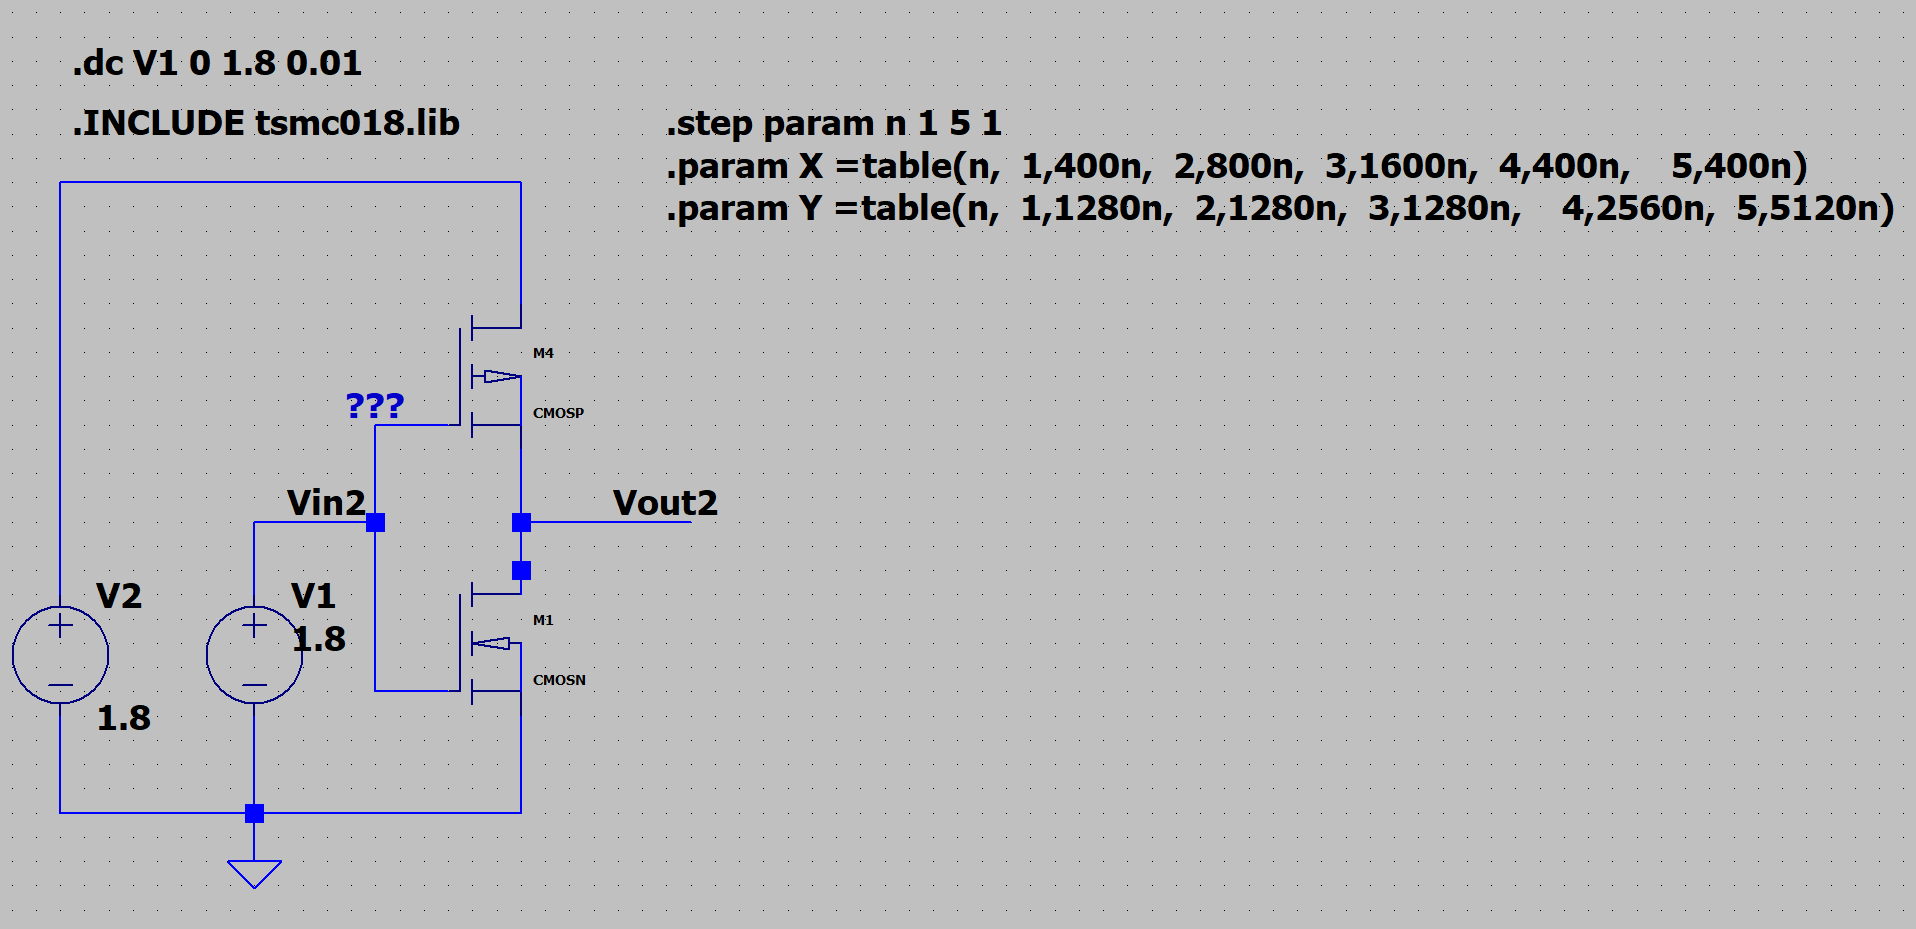 .dc V1 0 1.8 0.01
.INCLUDE tsmc018.lib
.step param n 1 5 1
.param X =table(n, 1,400n, 2,800n, 3,1600n, 4,400n, 5,400n)
.param Y =table(n, 1,1280n, 2,1280n, 3,1280n, 4,2560n, 5,5120n)
M4
???
CMOSP
Vin2
Vout2
V2
V1
M1
1.8
CMOSN
1.8